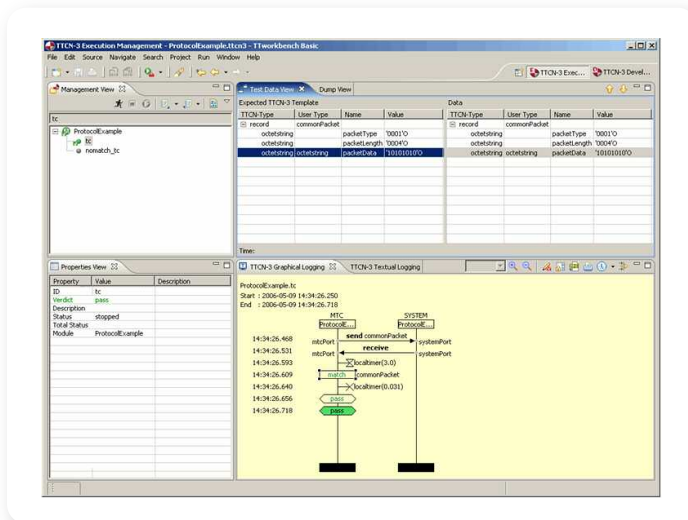 TTCN-3 Execution Management - ProtocolExample.ttcn3 - TTworkbench Basic
File Edit Source Navigate Search Project Run Window Help
TTCN-3 Exec... TTCN-3 Devel...
Management View
tc
ProtocolExample
tc
nomatch_tc
Test Data View Dump View
Expected TTCN-3 Template Data
TTCN-Type User Type Name Value TTCN-Type User Type Name Value
record commonPacket record commonPacket
octetstring packetType '0001'O octetstring packetType '0001'O
octetstring packetLength '0004'O octetstring packetLength '0004'O
octetstring octetstring packetData '10101010'O octetstring octetstring packetData '10101010'O
Time:
Properties View
Property Value Description
ID tc
Verdict pass
Description
Status stopped
Total Status
Module ProtocolExample
TTCN-3 Graphical Logging TTCN-3 Textual Logging
ProtocolExample.tc
Start : 2006-05-09 14:34:26.250
End : 2006-05-09 14:34:26.718
MTC SYSTEM
ProtocolE... ProtocolE...
14:34:26.468 mtcPort send commonPacket systemPort
14:34:26.531 mtcPort receive systemPort
14:34:26.593 localtimer(3.0)
14:34:26.609 match commonPacket
14:34:26.640 localtimer(0.031)
14:34:26.656 pass
14:34:26.718 pass